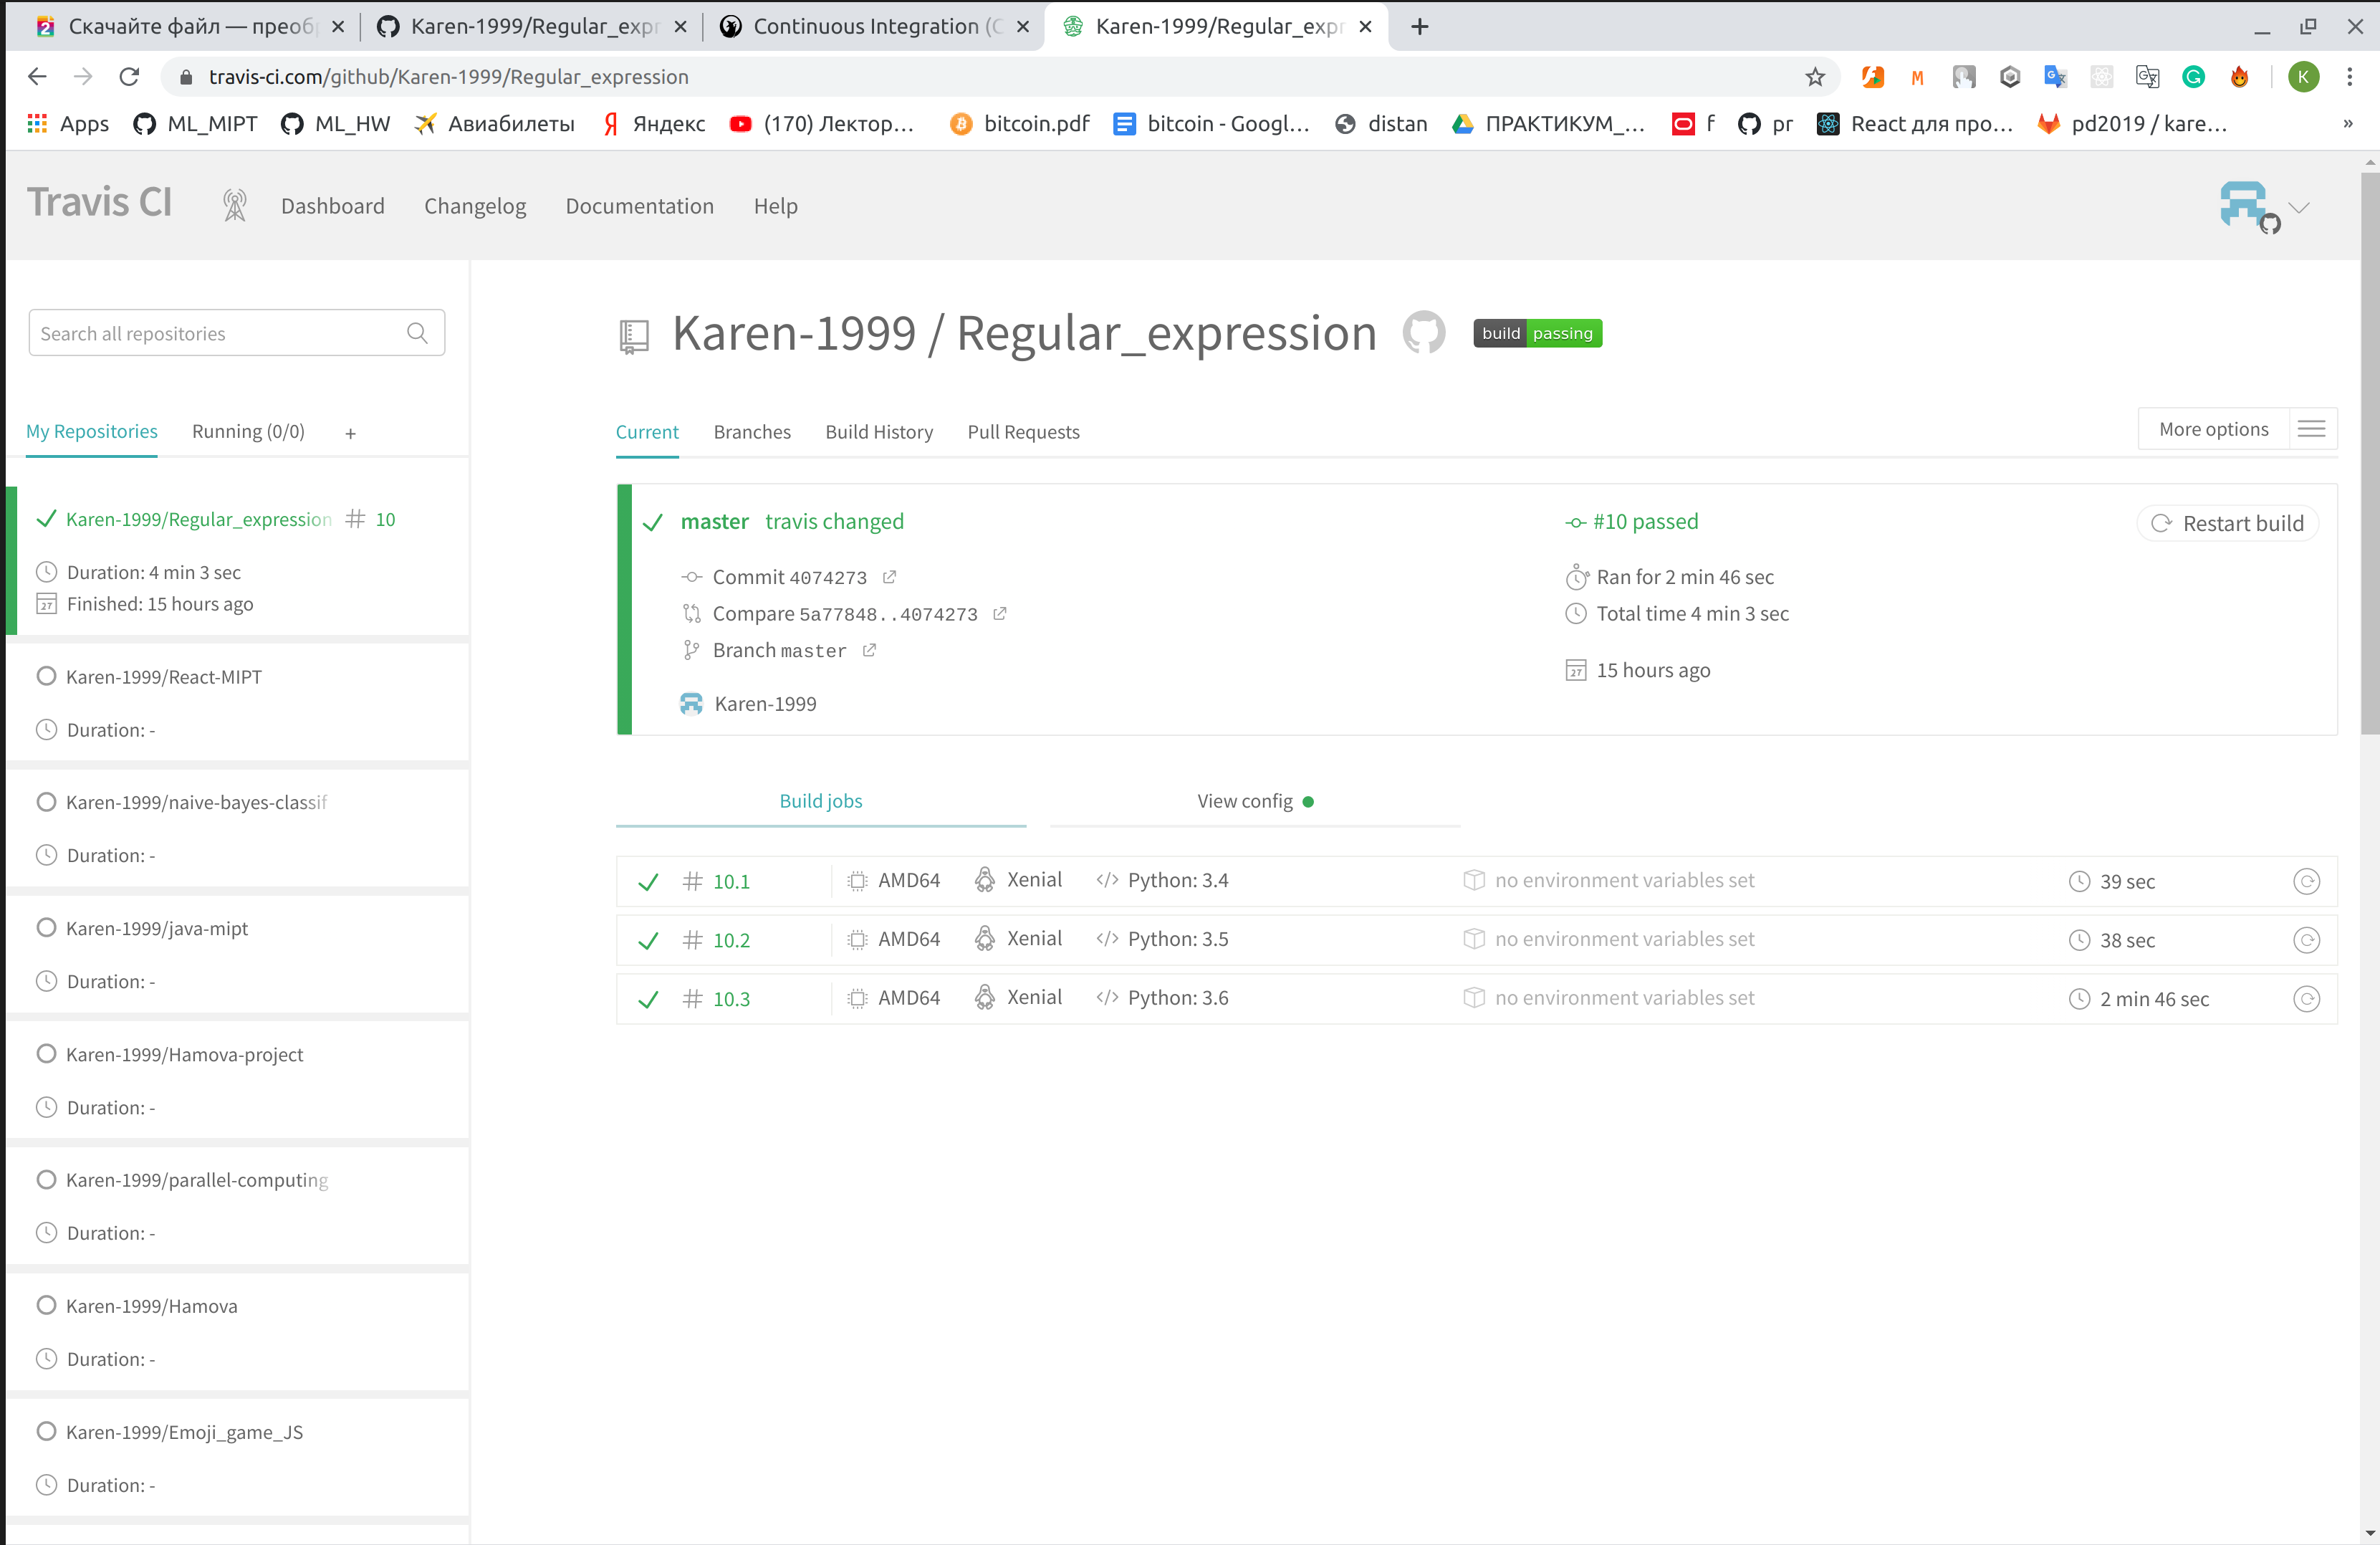 Скачайте файл — преоб
Karen-1999/Regular_exp
Continuous Integration (C
Karen-1999/Regular_expr
travis-ci.com/github/Karen-1999/Regular_expression
K
Apps ML_MIPT ML_HW Авиабилеты Яндекс (170) Лектор... bitcoin.pdf bitcoin - Googl... distan ПРАКТИКУМ_... f pr React для про... pd2019 / kare... »
Travis CI
Dashboard Changelog Documentation Help
Search all repositories
My Repositories Running (0/0) +
Karen-1999/Regular_expression # 10
Duration: 4 min 3 sec
Finished: 15 hours ago
Karen-1999/React-MIPT
Duration: -
Karen-1999/naive-bayes-classif
Duration: -
Karen-1999/java-mipt
Duration: -
Karen-1999/Hamova-project
Duration: -
Karen-1999/parallel-computing
Duration: -
Karen-1999/Hamova
Duration: -
Karen-1999/Emoji_game_JS
Duration: -
Karen-1999 / Regular_expression build passing
Current Branches Build History Pull Requests More options
master travis changed
Commit 4074273
Compare 5a77848..4074273
Branch master
Karen-1999
#10 passed
Ran for 2 min 46 sec
Total time 4 min 3 sec
15 hours ago
Restart build
Build jobs View config
# 10.1 AMD64 Xenial </> Python: 3.4 no environment variables set 39 sec
# 10.2 AMD64 Xenial </> Python: 3.5 no environment variables set 38 sec
# 10.3 AMD64 Xenial </> Python: 3.6 no environment variables set 2 min 46 sec